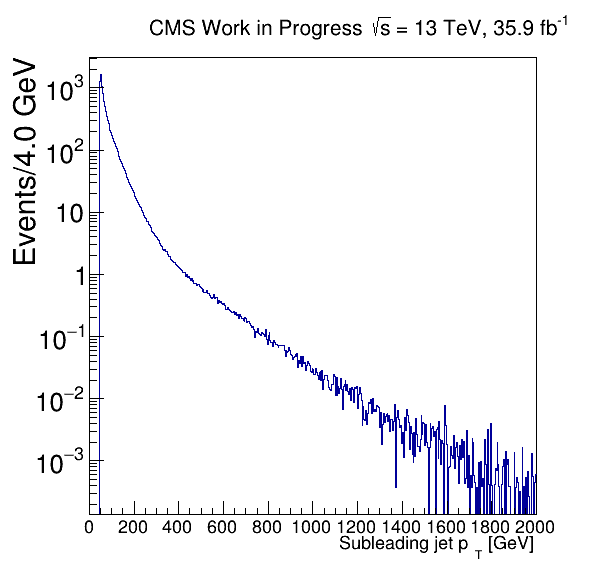 CMS Work in Progress √s = 13 TeV, 35.9 fb⁻¹
Events/4.0 GeV
10³
10²
10
1
10⁻¹
10⁻²
10⁻³
0 200 400 600 800 1000 1200 1400 1600 1800 2000
Subleading jet p_T [GeV]